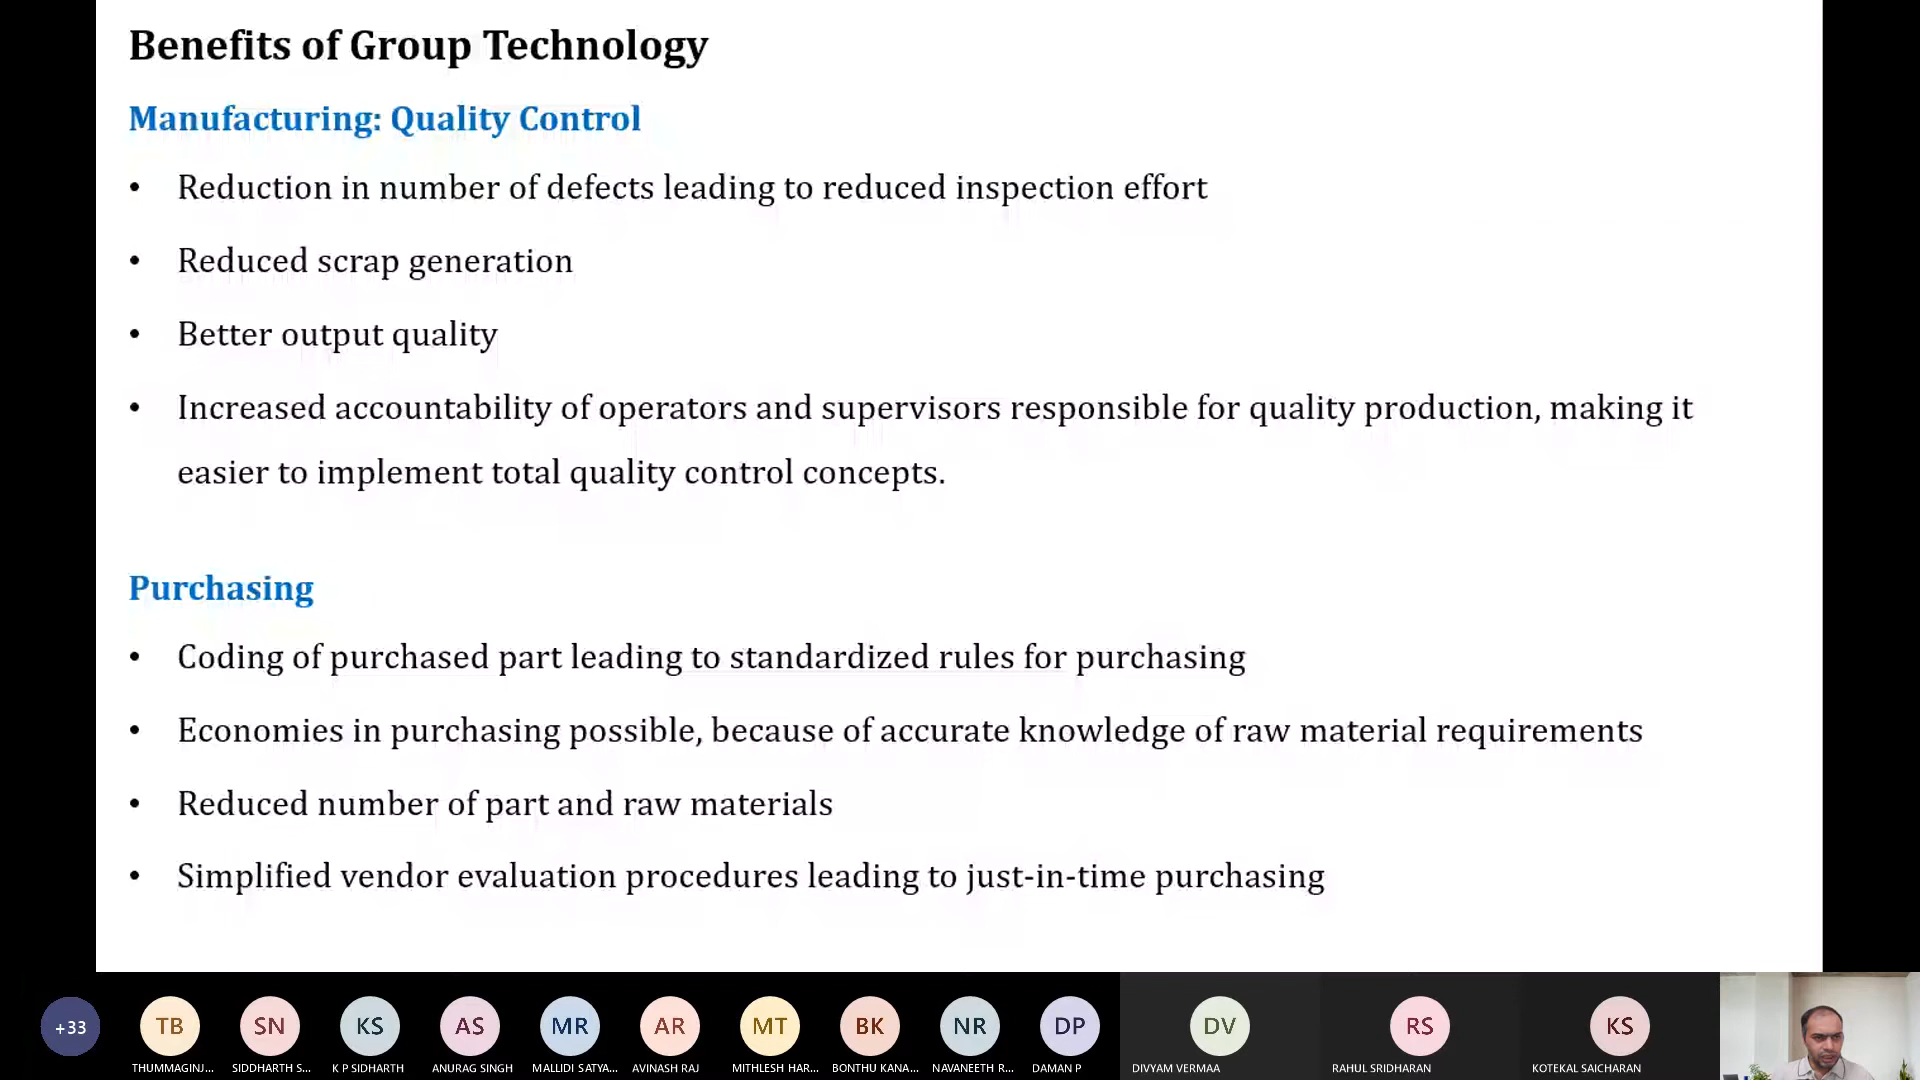 Benefits of Group Technology
Manufacturing: Quality Control
• Reduction in number of defects leading to reduced inspection effort
• Reduced scrap generation
• Better output quality
• Increased accountability of operators and supervisors responsible for quality production, making it
easier to implement total quality control concepts.
Purchasing
• Coding of purchased part leading to standardized rules for purchasing
• Economies in purchasing possible, because of accurate knowledge of raw material requirements
• Reduced number of part and raw materials
• Simplified vendor evaluation procedures leading to just-in-time purchasing
+33 TB SN KS AS MR AR MT BK NR DP DV RS KS
THUMMAGINJ... SIDDHARTH S... K P SIDHARTH ANURAG SINGH MALLIDI SATYA... AVINASH RAJ MITHLESH HAR... BONTHU KANA... NAVANEETH R... DAMAN P DIVYAM VERMAA RAHUL SRIDHARAN KOTEKAL SAICHARAN